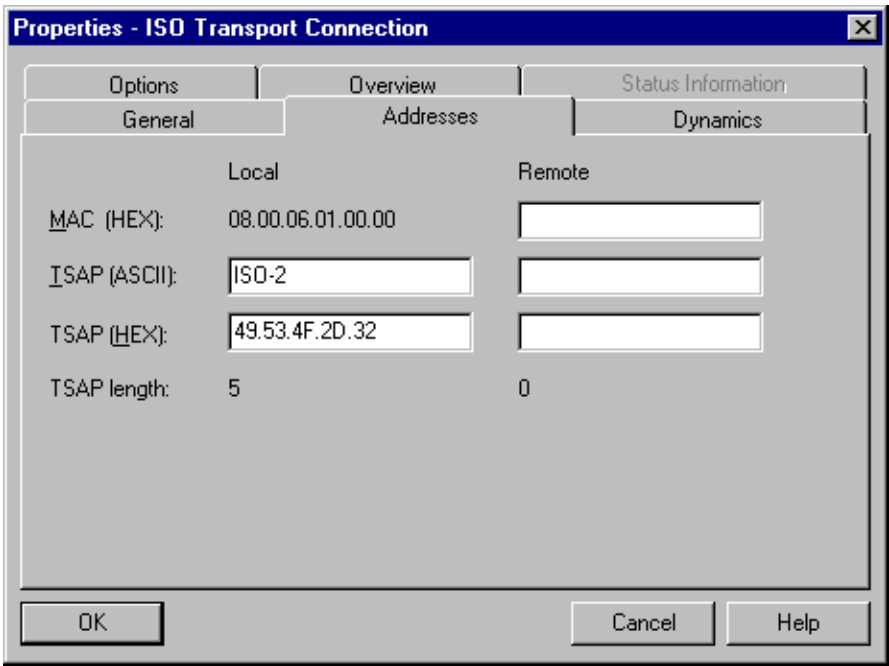 Properties - ISO Transport Connection
Options Overview Status Information
General Addresses Dynamics
Local Remote
MAC (HEX): 08.00.06.01.00.00
TSAP (ASCII): ISO-2
TSAP (HEX): 49.53.4F.2D.32
TSAP length: 5 0
OK Cancel Help